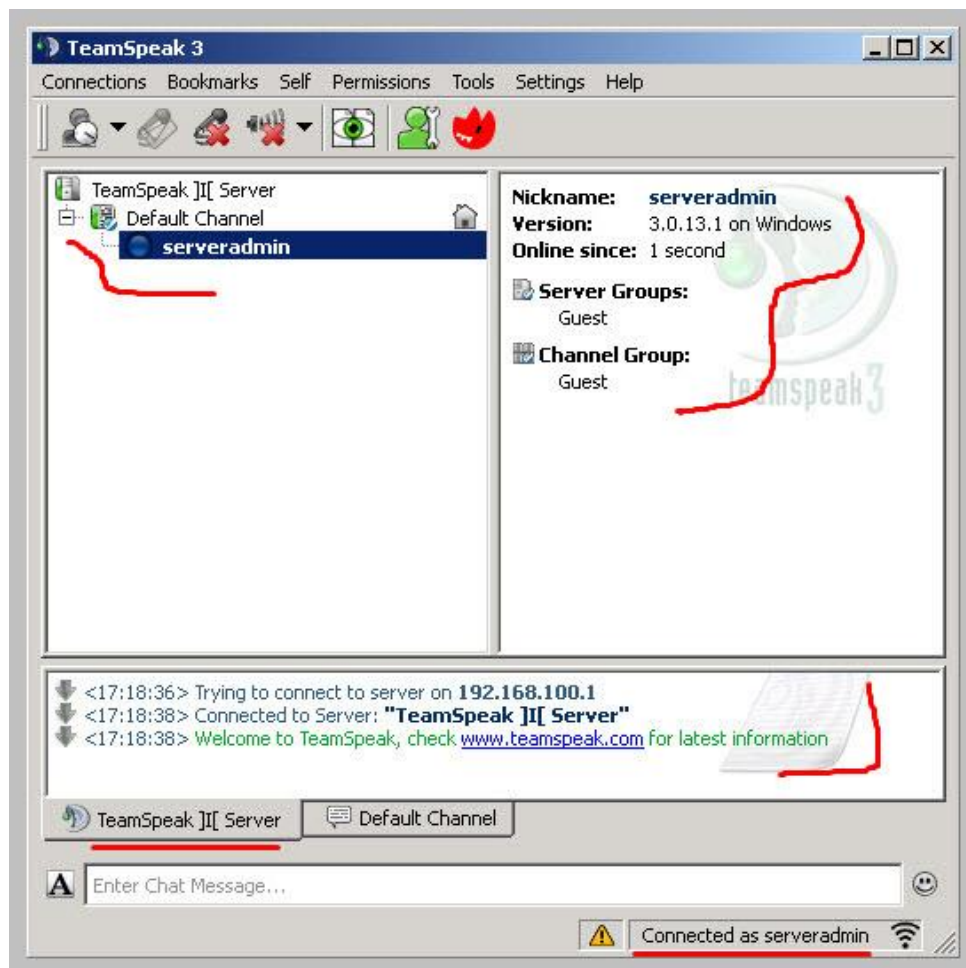 TeamSpeak 3
Connections Bookmarks Self Permissions Tools Settings Help
TeamSpeak ]I[ Server
Default Channel
serveradmin
Nickname: serveradmin
Version: 3.0.13.1 on Windows
Online since: 1 second
Server Groups:
Guest
Channel Group:
Guest
teamspeak 3
<17:18:36> Trying to connect to server on 192.168.100.1
<17:18:38> Connected to Server: "TeamSpeak ]I[ Server"
<17:18:38> Welcome to TeamSpeak, check www.teamspeak.com for latest information
TeamSpeak ]I[ Server Default Channel
A Enter Chat Message...
Connected as serveradmin